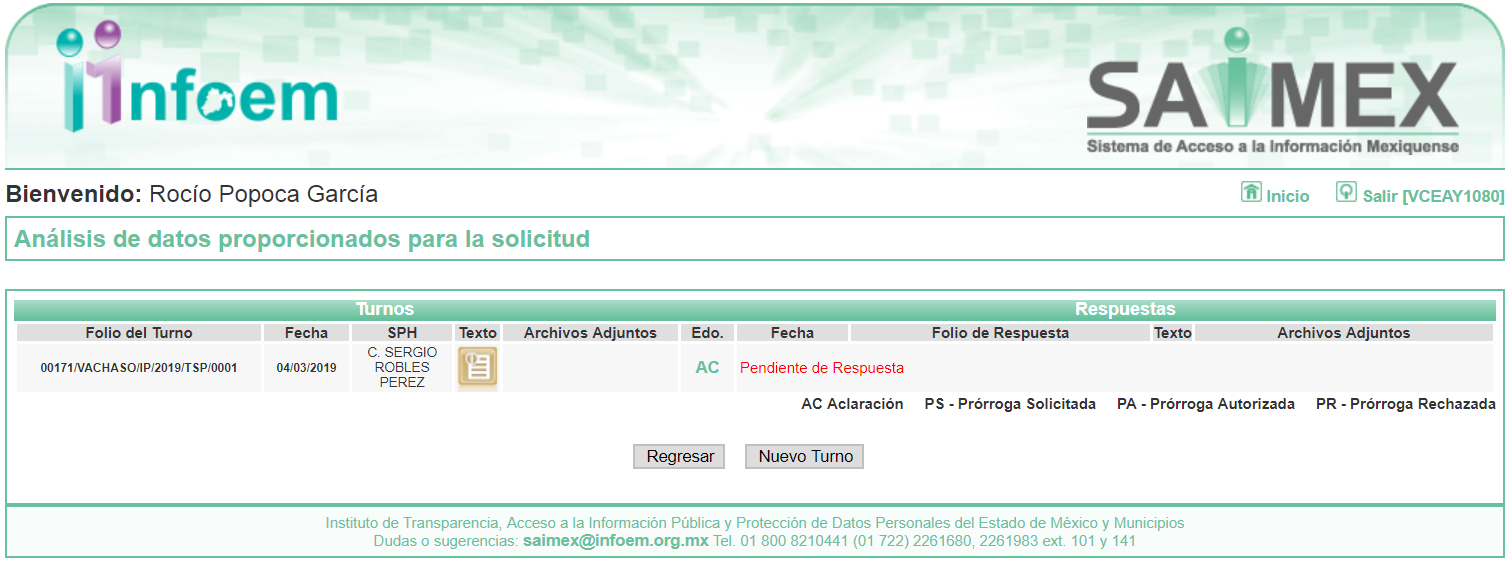 infoem
SAIMEX
Sistema de Acceso a la Información Mexiquense
Bienvenido: Rocío Popoca García
Inicio Salir [VCEAY1080]
Análisis de datos proporcionados para la solicitud
Turnos Respuestas
Folio del Turno Fecha SPH Texto Archivos Adjuntos Edo. Fecha Folio de Respuesta Texto Archivos Adjuntos
00171/VACHASO/IP/2019/TSP/0001 04/03/2019 C. SERGIO ROBLES PEREZ AC Pendiente de Respuesta
AC Aclaración PS - Prórroga Solicitada PA - Prórroga Autorizada PR - Prórroga Rechazada
Regresar Nuevo Turno
Instituto de Transparencia, Acceso a la Información Pública y Protección de Datos Personales del Estado de México y Municipios
Dudas o sugerencias: saimex@infoem.org.mx Tel. 01 800 8210441 (01 722) 2261680, 2261983 ext. 101 y 141